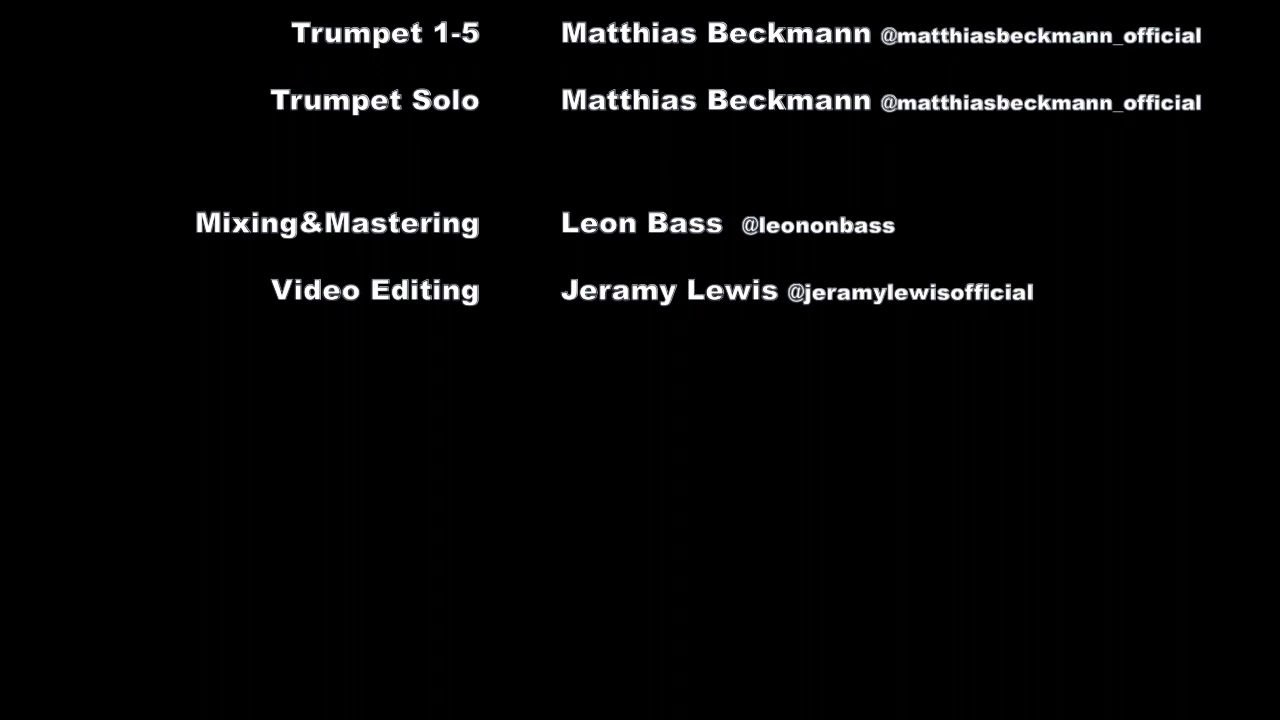 Trumpet 1-5 Matthias Beckmann @matthiasbeckmann_official
Trumpet Solo Matthias Beckmann @matthiasbeckmann_official
Mixing&Mastering Leon Bass @leononbass
Video Editing Jeramy Lewis @jeramylewisofficial